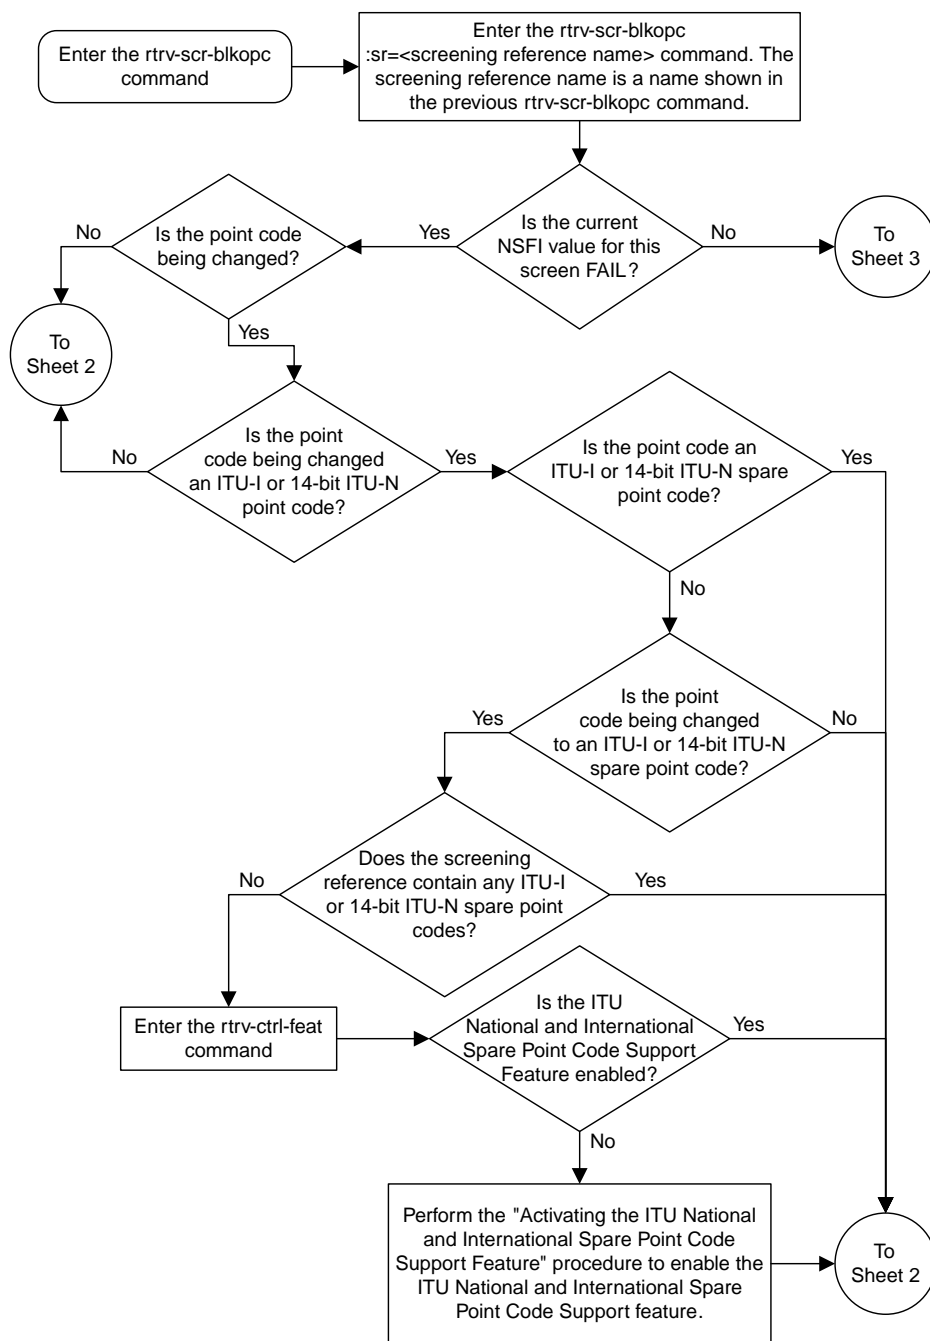 Enter the rtrv-scr-blkopc
command
Enter the rtrv-scr-blkopc
:sr=<screening reference name> command. The
screening reference name is a name shown in
the previous rtrv-scr-blkopc command.
Is the current
NSFI value for this
screen FAIL?
Yes
No
To
Sheet 3
Is the point code
being changed?
No
Yes
To
Sheet 2
Is the point
code being changed
an ITU-I or 14-bit ITU-N
point code?
No
Yes
Is the point code an
ITU-I or 14-bit ITU-N spare
point code?
Yes
No
Is the point
code being changed
to an ITU-I or 14-bit ITU-N
spare point code?
Yes
No
Does the screening
reference contain any ITU-I
or 14-bit ITU-N spare point
codes?
No
Yes
Enter the rtrv-ctrl-feat
command
Is the ITU
National and International
Spare Point Code Support
Feature enabled?
Yes
No
Perform the "Activating the ITU National
and International Spare Point Code
Support Feature" procedure to enable the
ITU National and International Spare
Point Code Support feature.
To
Sheet 2